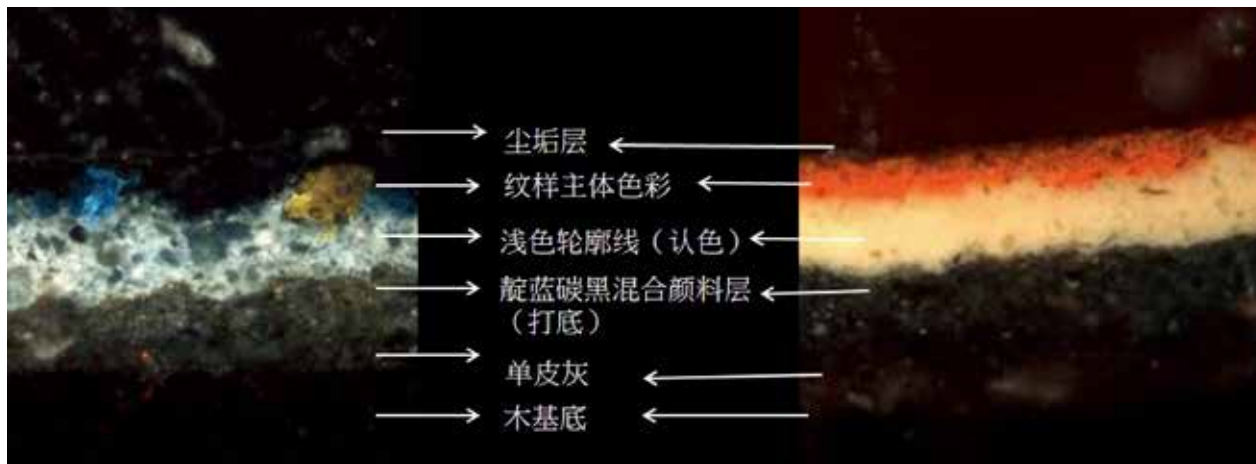 尘垢层
纹样主体色彩
浅色轮廓线（认色）
靛蓝碳黑混合颜料层
（打底）
单皮灰
木基底